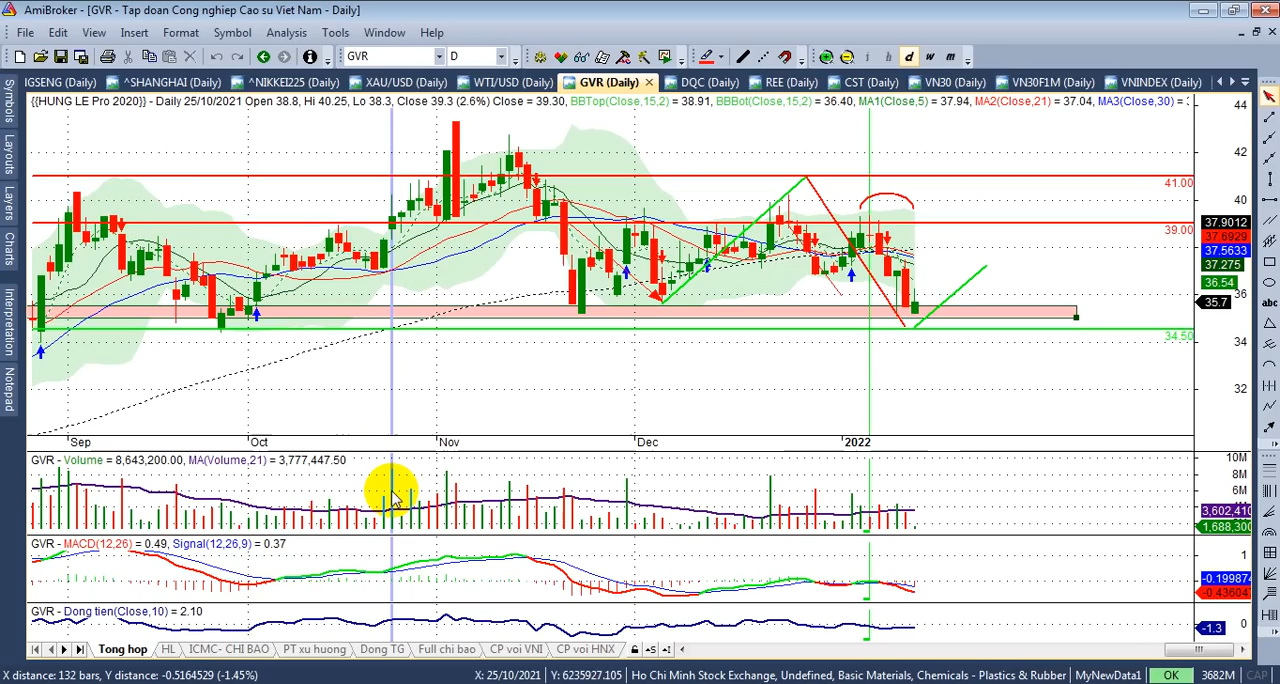 AmiBroker - [GVR - Tap doan Cong nghiep Cao su Viet Nam - Daily]
File Edit View Insert Format Symbol Analysis Tools Window Help
GVR D d w m
IGSENG (Daily) ^SHANGHAI (Daily) ^NIKKEI225 (Daily) XAU/USD (Daily) WTI/USD (Daily) GVR (Daily) DQC (Daily) REE (Daily) CST (Daily) VN30 (Daily) VN30F1M (Daily) VNINDEX (Daily)
{{HUNG LE Pro 2020}} - Daily 25/10/2021 Open 38.8, Hi 40.25, Lo 38.3, Close 39.3 (2.6%) Close = 39.30, BBTop(Close,15,2) = 38.91, BBBot(Close,15,2) = 36.40, MA1(Close,5) = 37.94, MA2(Close,21) = 37.04, MA3(Close,30) =
Symbols
Layouts
Layers
Charts
Interpretation
Notepad
44
42
41.00
40
39.00
37.9012
37.6929
37.5633
37.275
36.54
36
35.7
34.50
34
32
Sep Oct Nov Dec 2022
GVR - Volume = 8,643,200.00, MA(Volume,21) = 3,777,447.50
10M
8M
6M
3,602,410
1,688,300
GVR - MACD(12,26) = 0.49, Signal(12,26,9) = 0.37
1
-0.199874
-0.43604
GVR - Dong tien(Close,10) = 2.10
0
-1.3
Tong hop HL ICMC- CHI BAO PT xu huong Dong TG Full chi bao CP voi VNI CP voi HNX
X distance: 132 bars, Y distance: -0.5164529 (-1.45%) X: 25/10/2021 Y: 6235927.105 Ho Chi Minh Stock Exchange, Undefined, Basic Materials, Chemicals - Plastics & Rubber MyNewData1 OK 3682M CAP